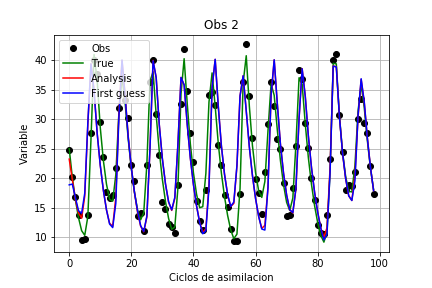 Obs 2
Obs
True
Analysis
First guess
Variable
40
35
30
25
20
15
10
0
20
40
60
80
100
Ciclos de asimilacion